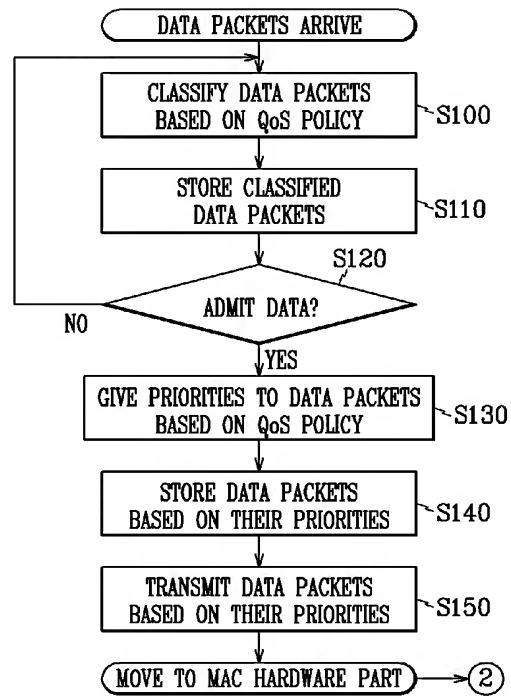 DATA PACKETS ARRIVE
CLASSIFY DATA PACKETS
BASED ON QoS POLICY
S100
STORE CLASSIFIED
DATA PACKETS
S110
S120
ADMIT DATA?
NO
YES
GIVE PRIORITIES TO DATA PACKETS
BASED ON QoS POLICY
S130
STORE DATA PACKETS
BASED ON THEIR PRIORITIES
S140
TRANSMIT DATA PACKETS
BASED ON THEIR PRIORITIES
S150
MOVE TO MAC HARDWARE PART
2